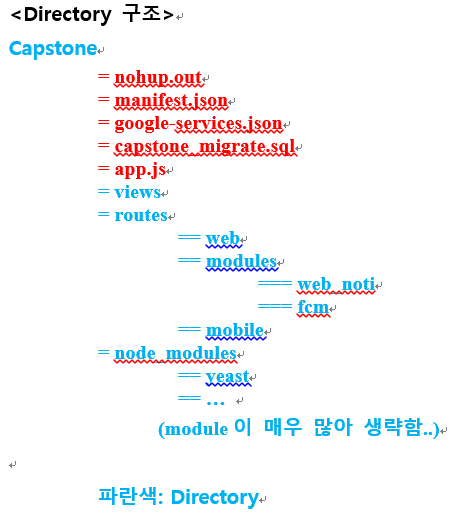 <Directory 구조>
Capstone
= nohup.out
= manifest.json
= google-services.json
= capstone_migrate.sql
= app.js
= views
= routes
== web
== modules
=== web_noti
=== fcm
== mobile
= node_modules
== yeast
== …
(module 이 매우 많아 생략함..)
파란색: Directory